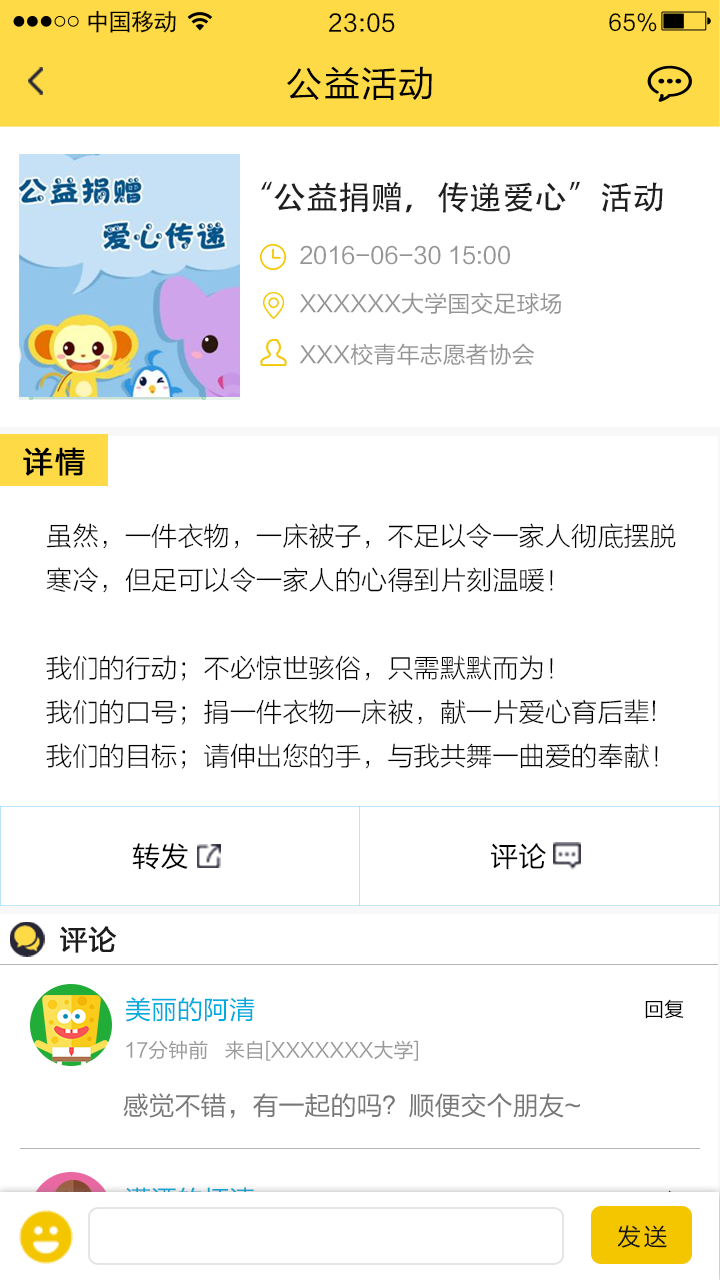 中国移动
23:05
65%
公益活动
公益捐赠
爱心传递
“公益捐赠，传递爱心”活动
2016-06-30 15:00
XXXXXX大学国交足球场
XXX校青年志愿者协会
详情
虽然，一件衣物，一床被子，不足以令一家人彻底摆脱
寒冷，但足可以令一家人的心得到片刻温暖！
我们的行动；不必惊世骇俗，只需默默而为！
我们的口号；捐一件衣物一床被，献一片爱心育后辈！
我们的目标；请伸出您的手，与我共舞一曲爱的奉献！
转发
评论
评论
美丽的阿清
回复
17分钟前 来自[XXXXXXX大学]
感觉不错，有一起的吗？顺便交个朋友~
发送